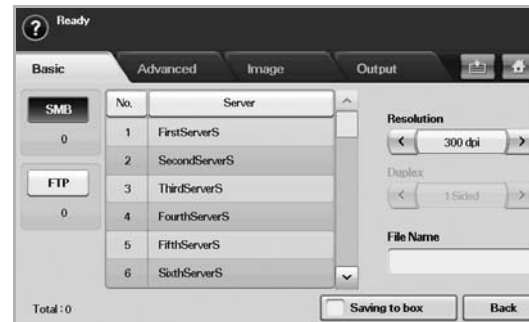 ? Ready
Basic Advanced Image Output
SMB
0
FTP
0
No. Server
1 FirstServerS
2 SecondServerS
3 ThirdServerS
4 FourthServerS
5 FifthServerS
6 SixthServerS
Resolution
< 300 dpi >
Duplex
< 1 Sided >
File Name
Total : 0
Saving to box Back